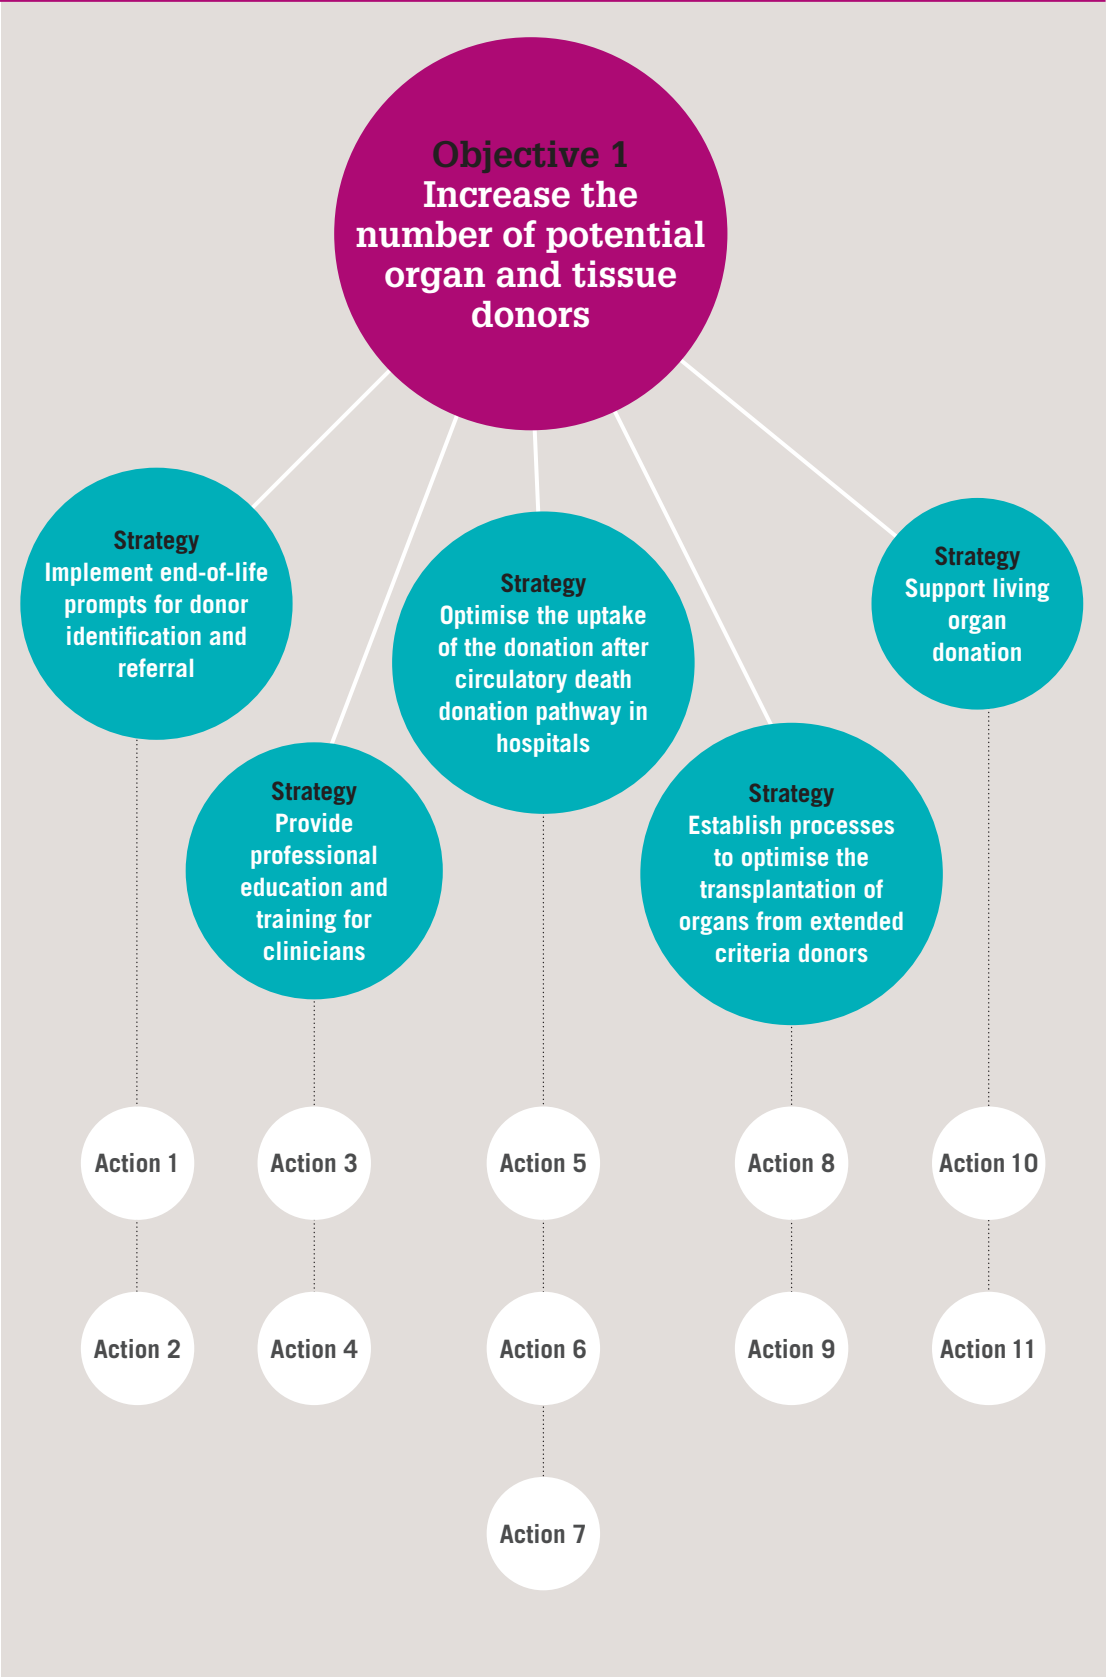 Objective 1
Increase the
number of potential
organ and tissue
donors
Strategy
Implement end-of-life
prompts for donor
identification and
referral
Strategy
Provide
professional
education and
training for
clinicians
Strategy
Optimise the uptake
of the donation after
circulatory death
donation pathway in
hospitals
Strategy
Establish processes
to optimise the
transplantation of
organs from extended
criteria donors
Strategy
Support living
organ
donation
Action 1
Action 3
Action 5
Action 8
Action 10
Action 2
Action 4
Action 6
Action 9
Action 11
Action 7